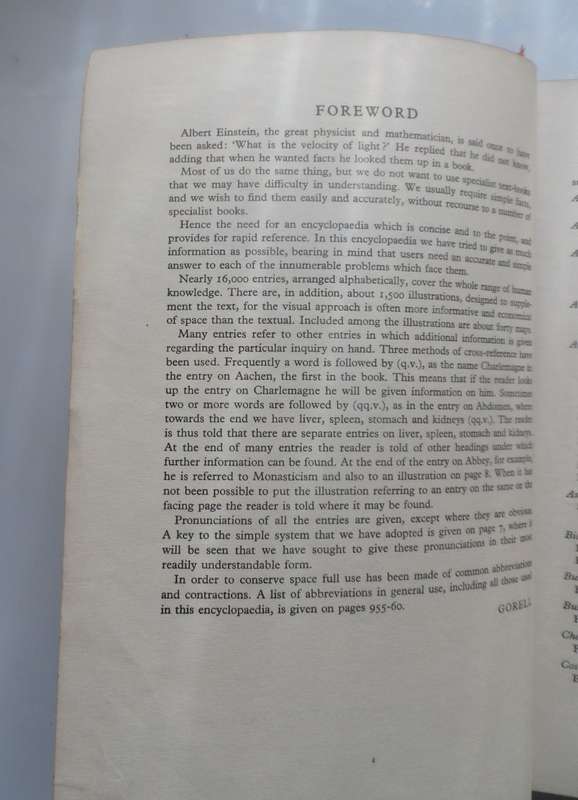 FOREWORD
Albert Einstein, the great physicist and mathematician, is said once to have
been asked: 'What is the velocity of light?' He replied that he did not know,
adding that when he wanted facts he looked them up in a book.
Most of us do the same thing, but we do not want to use specialist text-books
that we may have difficulty in understanding. We usually require simple facts,
and we wish to find them easily and accurately, without recourse to a number of
specialist books.
Hence the need for an encyclopaedia which is concise and to the point, and
provides for rapid reference. In this encyclopaedia we have tried to give as much
information as possible, bearing in mind that users need an accurate and simple
answer to each of the innumerable problems which face them.
Nearly 16,000 entries, arranged alphabetically, cover the whole range of human
knowledge. There are, in addition, about 1,500 illustrations, designed to supple-
ment the text, for the visual approach is often more informative and economical
of space than the textual. Included among the illustrations are about forty maps.
Many entries refer to other entries in which additional information is given
regarding the particular inquiry on hand. Three methods of cross-reference have
been used. Frequently a word is followed by (q.v.), as the name Charlemagne in
the entry on Aachen, the first in the book. This means that if the reader looks
up the entry on Charlemagne he will be given information on him. Sometimes
two or more words are followed by (qq.v.), as in the entry on Abdomen, where
towards the end we have liver, spleen, stomach and kidneys (qq.v.). The reader
is thus told that there are separate entries on liver, spleen, stomach and kidneys.
At the end of many entries the reader is told of other headings under which
further information can be found. At the end of the entry on Abbey, for example,
he is referred to Monasticism and also to an illustration on page 8. When it has
not been possible to put the illustration referring to an entry on the same or the
facing page the reader is told where it may be found.
Pronunciations of all the entries are given, except where they are obvious.
A key to the simple system that we have adopted is given on page 7, where it
will be seen that we have sought to give these pronunciations in their most
readily understandable form.
In order to conserve space full use has been made of common abbreviations
and contractions. A list of abbreviations in general use, including all those used
in this encyclopaedia, is given on pages 955-60.
GORELL
4